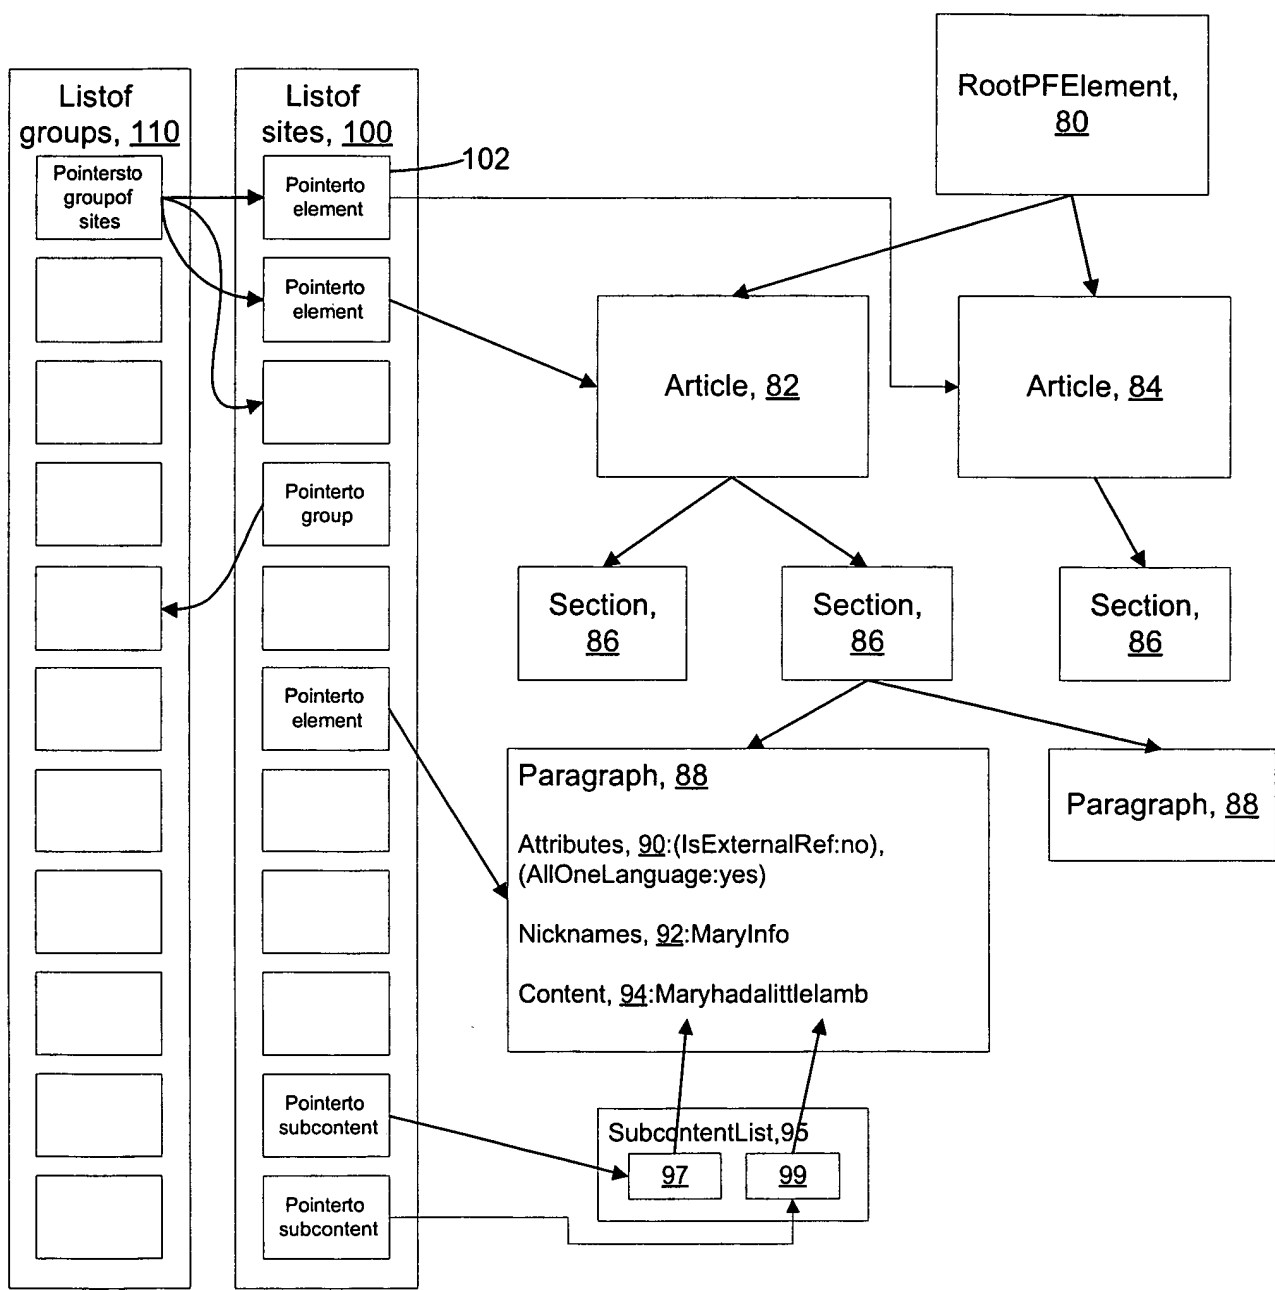 Listof
groups, 110
Pointersto
groupof
sites
Listof
sites, 100
102
Pointerto
element
Pointerto
element
Pointerto
group
Pointerto
element
Pointerto
subcontent
Pointerto
subcontent
RootPFElement,
80
Article, 82
Article, 84
Section,
86
Section,
86
Section,
86
Paragraph, 88
Attributes, 90:(IsExternalRef:no),
(AllOneLanguage:yes)
Nicknames, 92:MaryInfo
Content, 94:Maryhadalittlelamb
Paragraph, 88
SubcontentList,95
97
99